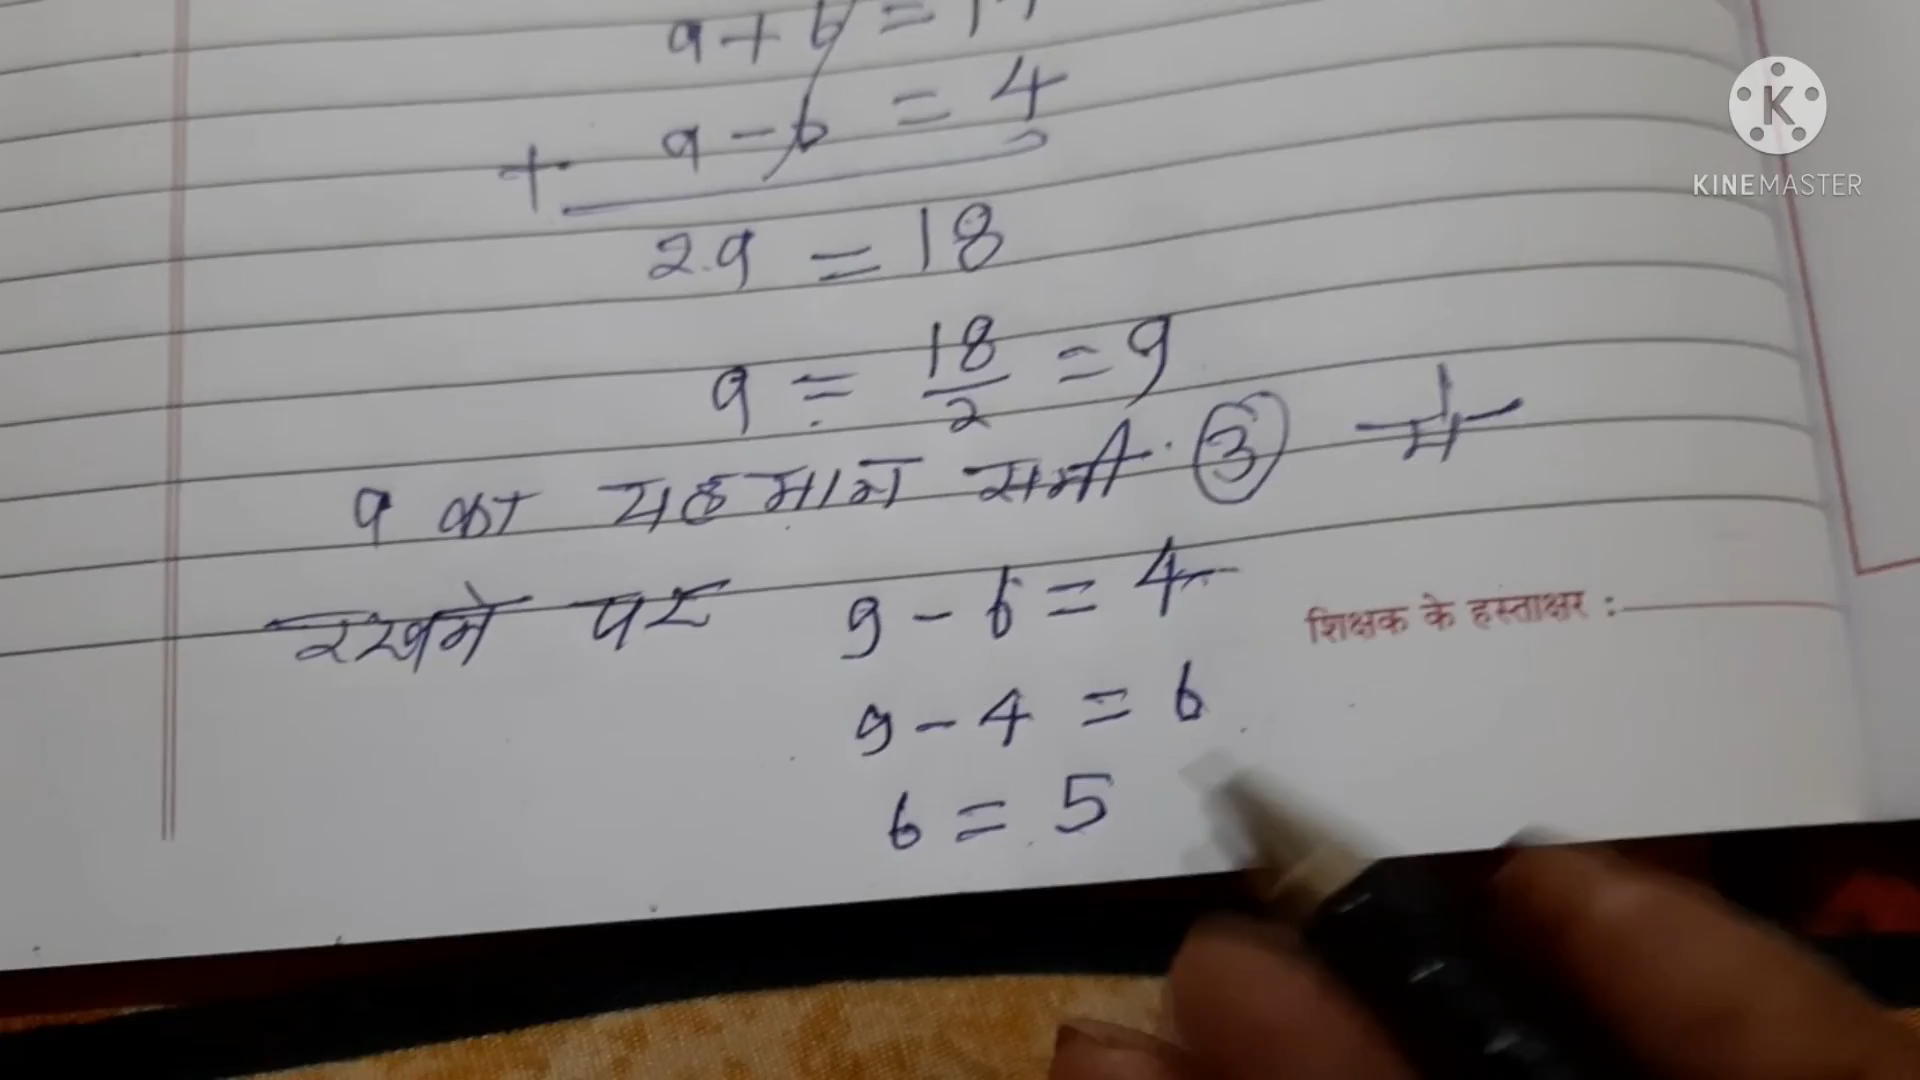 a + b = 14
a - b = 4
+
2a = 18
a = 18/2 = 9
a का यह मान समी. ③ में
रखने पर 9 - b = 4
9 - 4 = b
b = 5
शिक्षक के हस्ताक्षर :
K
KINEMASTER